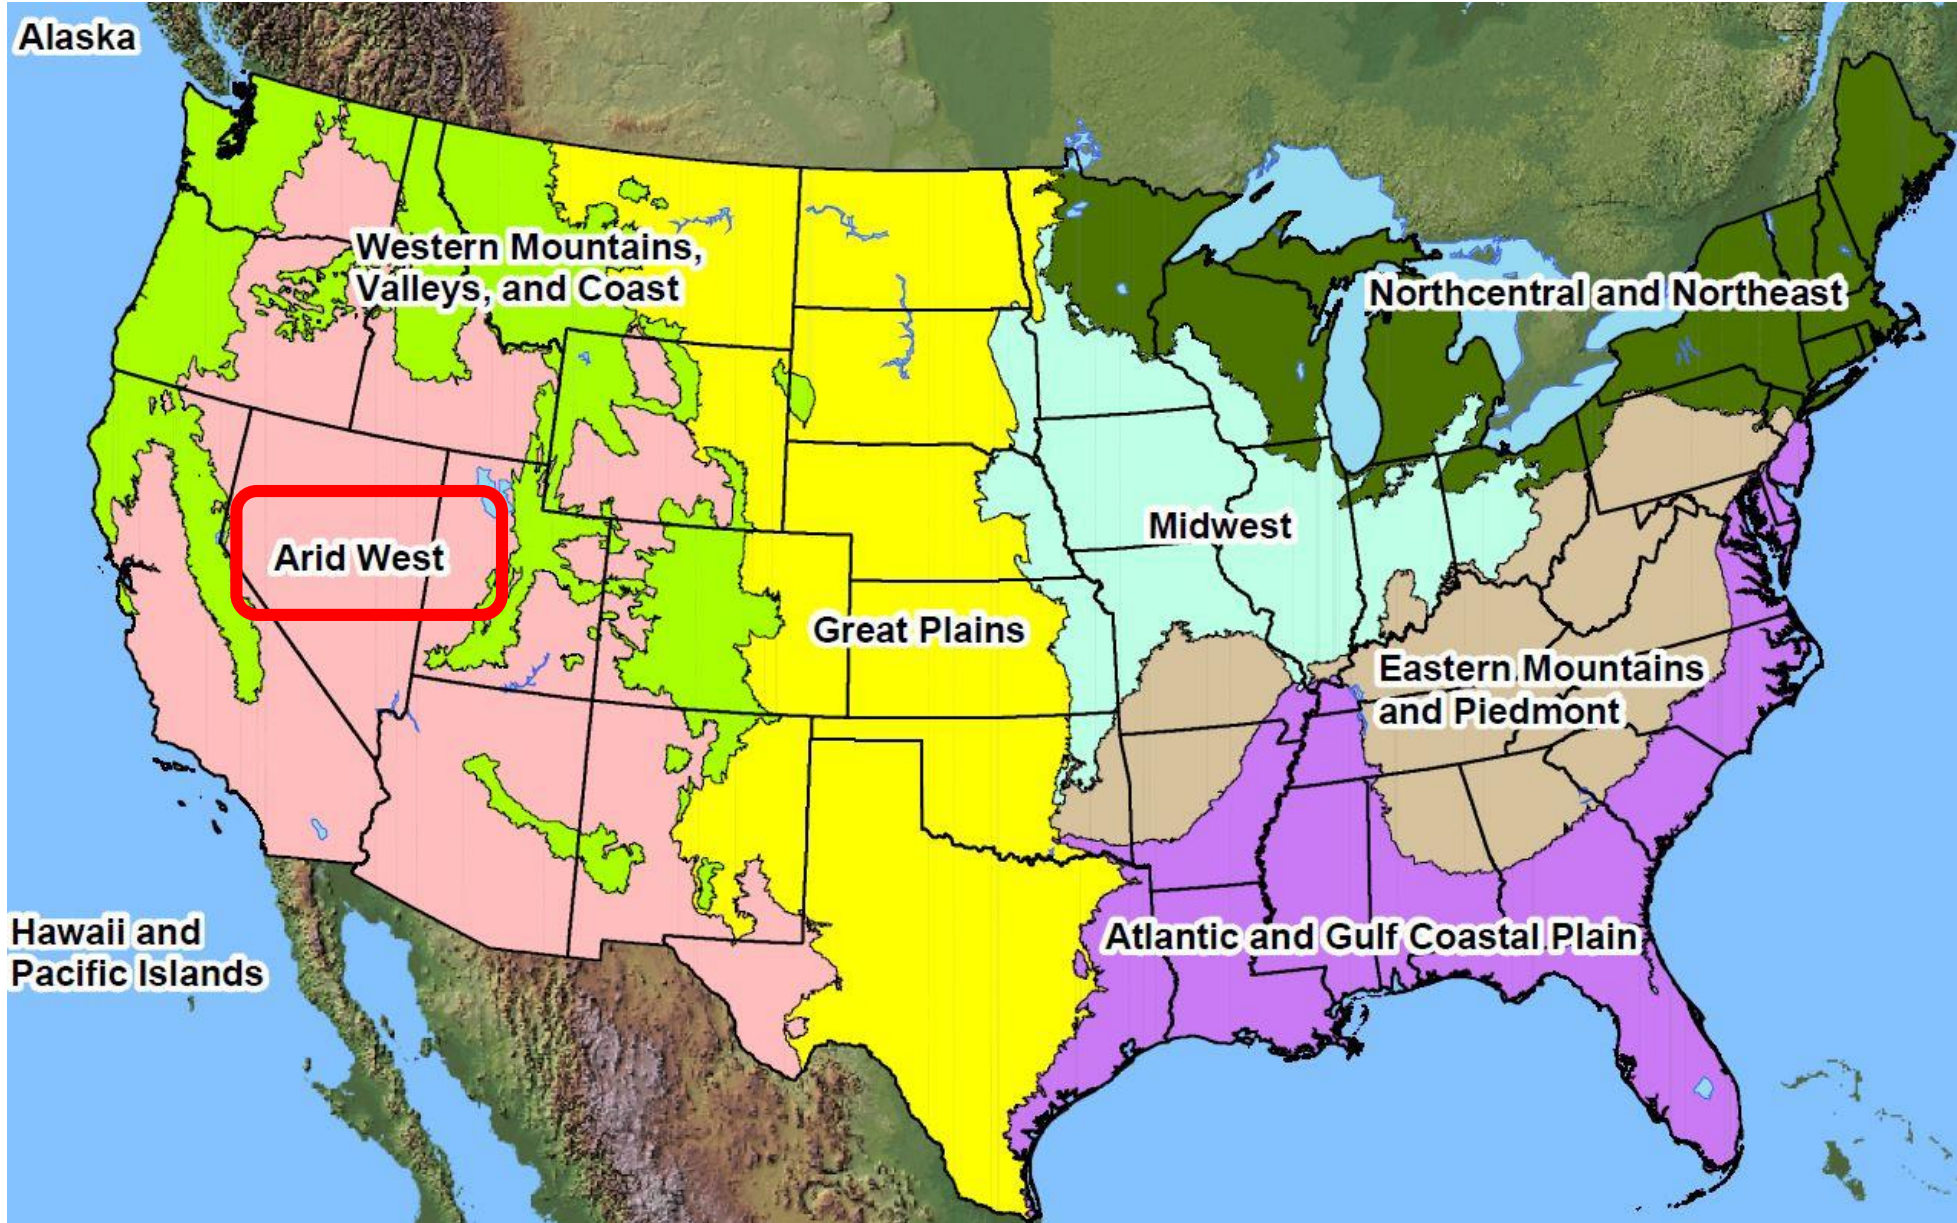 Alaska
Western Mountains,
Valleys, and Coast
Northcentral and Northeast
Midwest
Arid West
Great Plains
Eastern Mountains
and Piedmont
Atlantic and Gulf Coastal Plain
Hawaii and
Pacific Islands